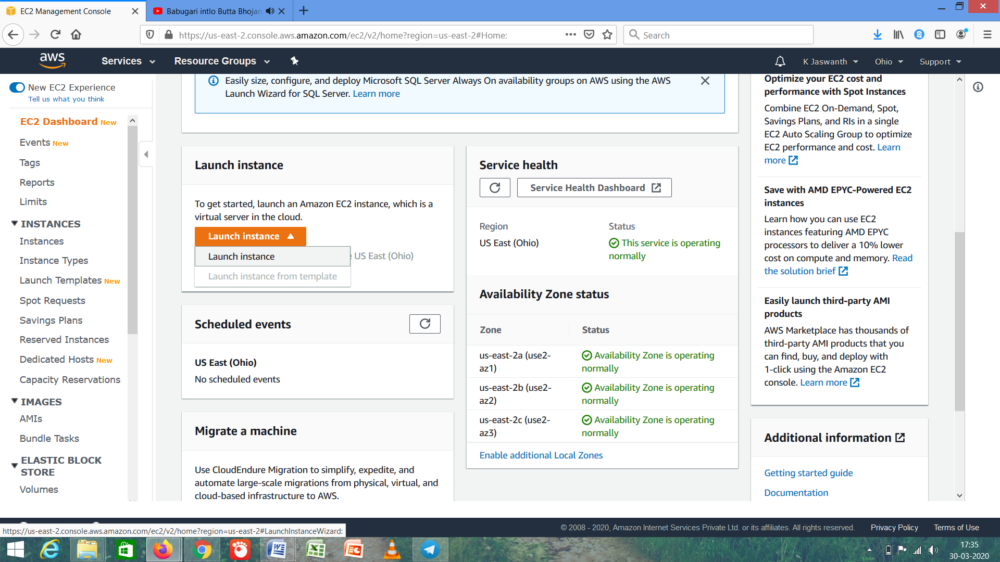 EC2 Management Console
Babugari intlo Butta Bhojan
https://us-east-2.console.aws.amazon.com/ec2/v2/home?region=us-east-2#Home:
Search
aws
Services
Resource Groups
K Jaswanth
Ohio
Support
New EC2 Experience
Tell us what you think
EC2 Dashboard New
Events New
Tags
Reports
Limits
INSTANCES
Instances
Instance Types
Launch Templates New
Spot Requests
Savings Plans
Reserved Instances
Dedicated Hosts New
Capacity Reservations
IMAGES
AMIs
Bundle Tasks
ELASTIC BLOCK
STORE
Volumes
Easily size, configure, and deploy Microsoft SQL Server Always On availability groups on AWS using the AWS
Launch Wizard for SQL Server. Learn more
Launch instance
To get started, launch an Amazon EC2 instance, which is a
virtual server in the cloud.
Launch instance
Launch instance
US East (Ohio)
Launch instance from template
Scheduled events
US East (Ohio)
No scheduled events
Migrate a machine
Use CloudEndure Migration to simplify, expedite, and
automate large-scale migrations from physical, virtual, and
cloud-based infrastructure to AWS.
Service health
Service Health Dashboard
Region
Status
US East (Ohio)
This service is operating
normally
Availability Zone status
Zone
Status
us-east-2a (use2-
az1)
Availability Zone is operating
normally
us-east-2b (use2-
az2)
Availability Zone is operating
normally
us-east-2c (use2-
az3)
Availability Zone is operating
normally
Enable additional Local Zones
Optimize your EC2 cost and
performance with Spot Instances
Combine EC2 On-Demand, Spot,
Savings Plans, and RIs in a single
EC2 Auto Scaling Group to optimize
EC2 performance and cost. Learn
more
Save with AMD EPYC-Powered EC2
instances
Learn how you can use EC2
instances featuring AMD EPYC
processors to deliver a 10% lower
cost on compute and memory. Read
the solution brief
Easily launch third-party AMI
products
AWS Marketplace has thousands of
third-party AMI products that you
can find, buy, and deploy with
1-click using the Amazon EC2
console. Learn more
Additional information
Getting started guide
Documentation
https://us-east-2.console.aws.amazon.com/ec2/v2/home?region=us-east-2#LaunchInstanceWizard:
© 2008 - 2020, Amazon Internet Services Private Ltd. or its affiliates. All rights reserved.
Privacy Policy
Terms of Use
17:35
30-03-2020